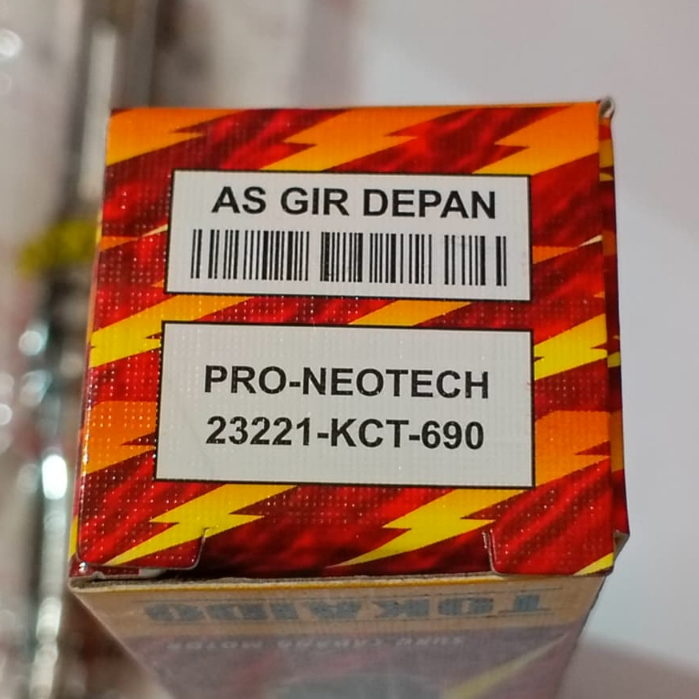 AS GIR DEPAN
PRO-NEOTECH
23221-KCT-690